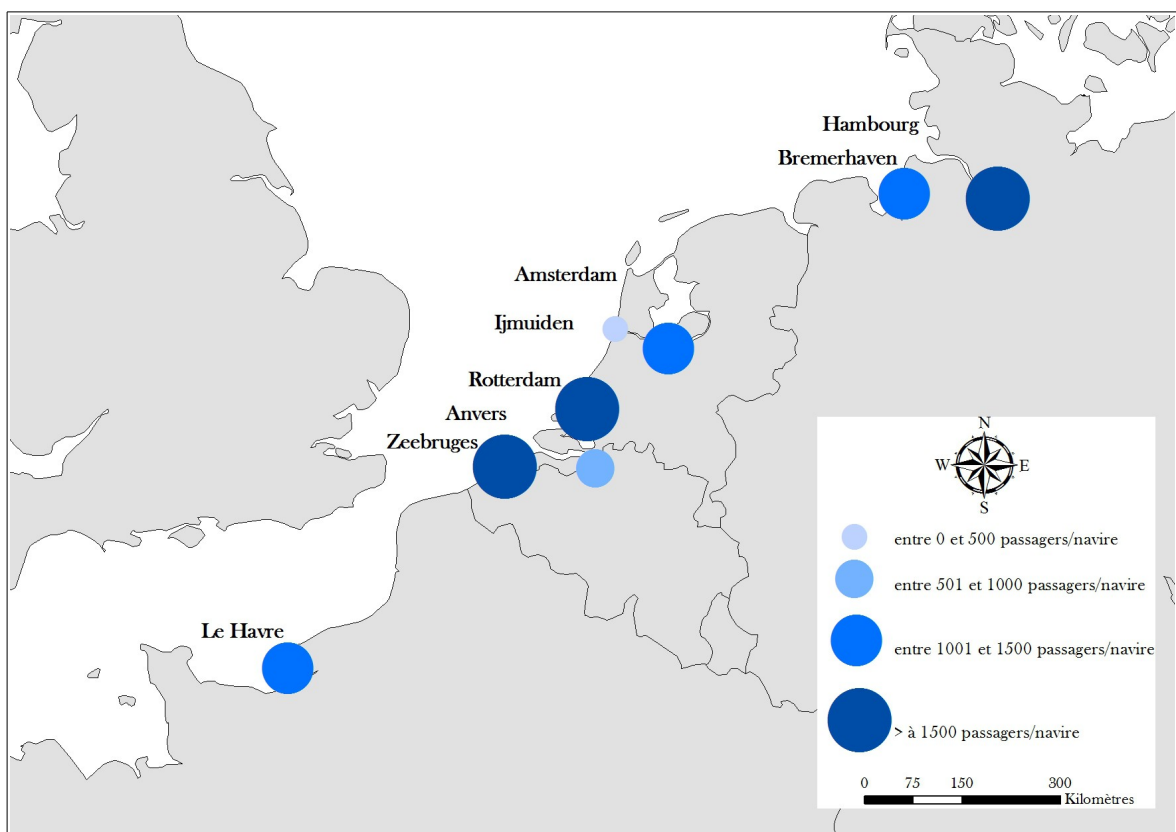 Hambourg
Bremerhaven
Amsterdam
Ijmuiden
Rotterdam
Anvers
Zeebruges
Le Havre
N
W E
S
entre 0 et 500 passagers/navire
entre 501 et 1000 passagers/navire
entre 1001 et 1500 passagers/navire
> à 1500 passagers/navire
0 75 150 300
Kilomètres